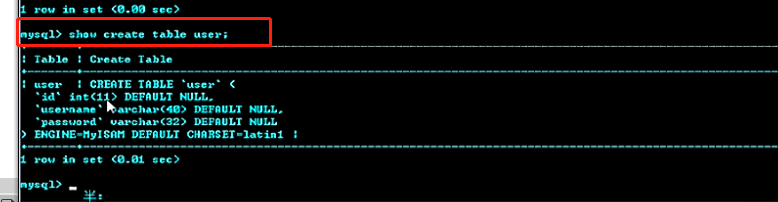 1 row in set (0.00 sec)
mysql> show create table user;
| Table | Create Table
| user | CREATE TABLE `user` (
`id` int(11) DEFAULT NULL,
`username` varchar(40) DEFAULT NULL,
`password` varchar(32) DEFAULT NULL
) ENGINE=MyISAM DEFAULT CHARSET=latin1 |
1 row in set (0.01 sec)
mysql> _
半: